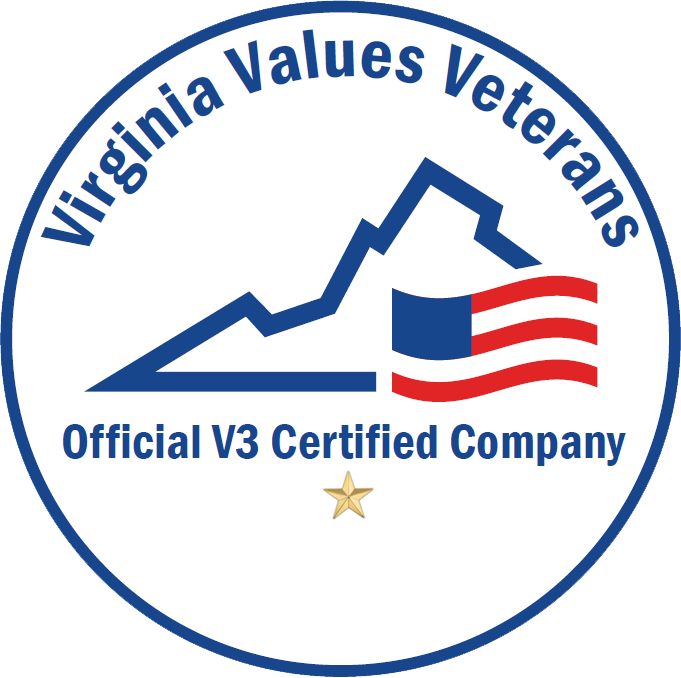 Virginia Values Veterans
Official V3 Certified Company